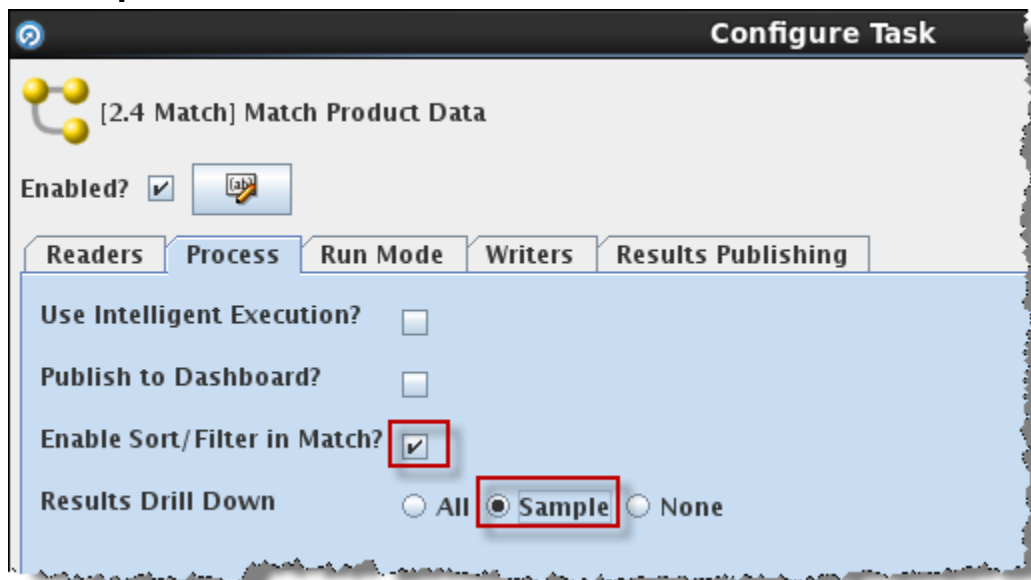 Configure Task
[2.4 Match] Match Product Data
Enabled?
(ab)
Readers Process Run Mode Writers Results Publishing
Use Intelligent Execution?
Publish to Dashboard?
Enable Sort/Filter in Match?
Results Drill Down All Sample None